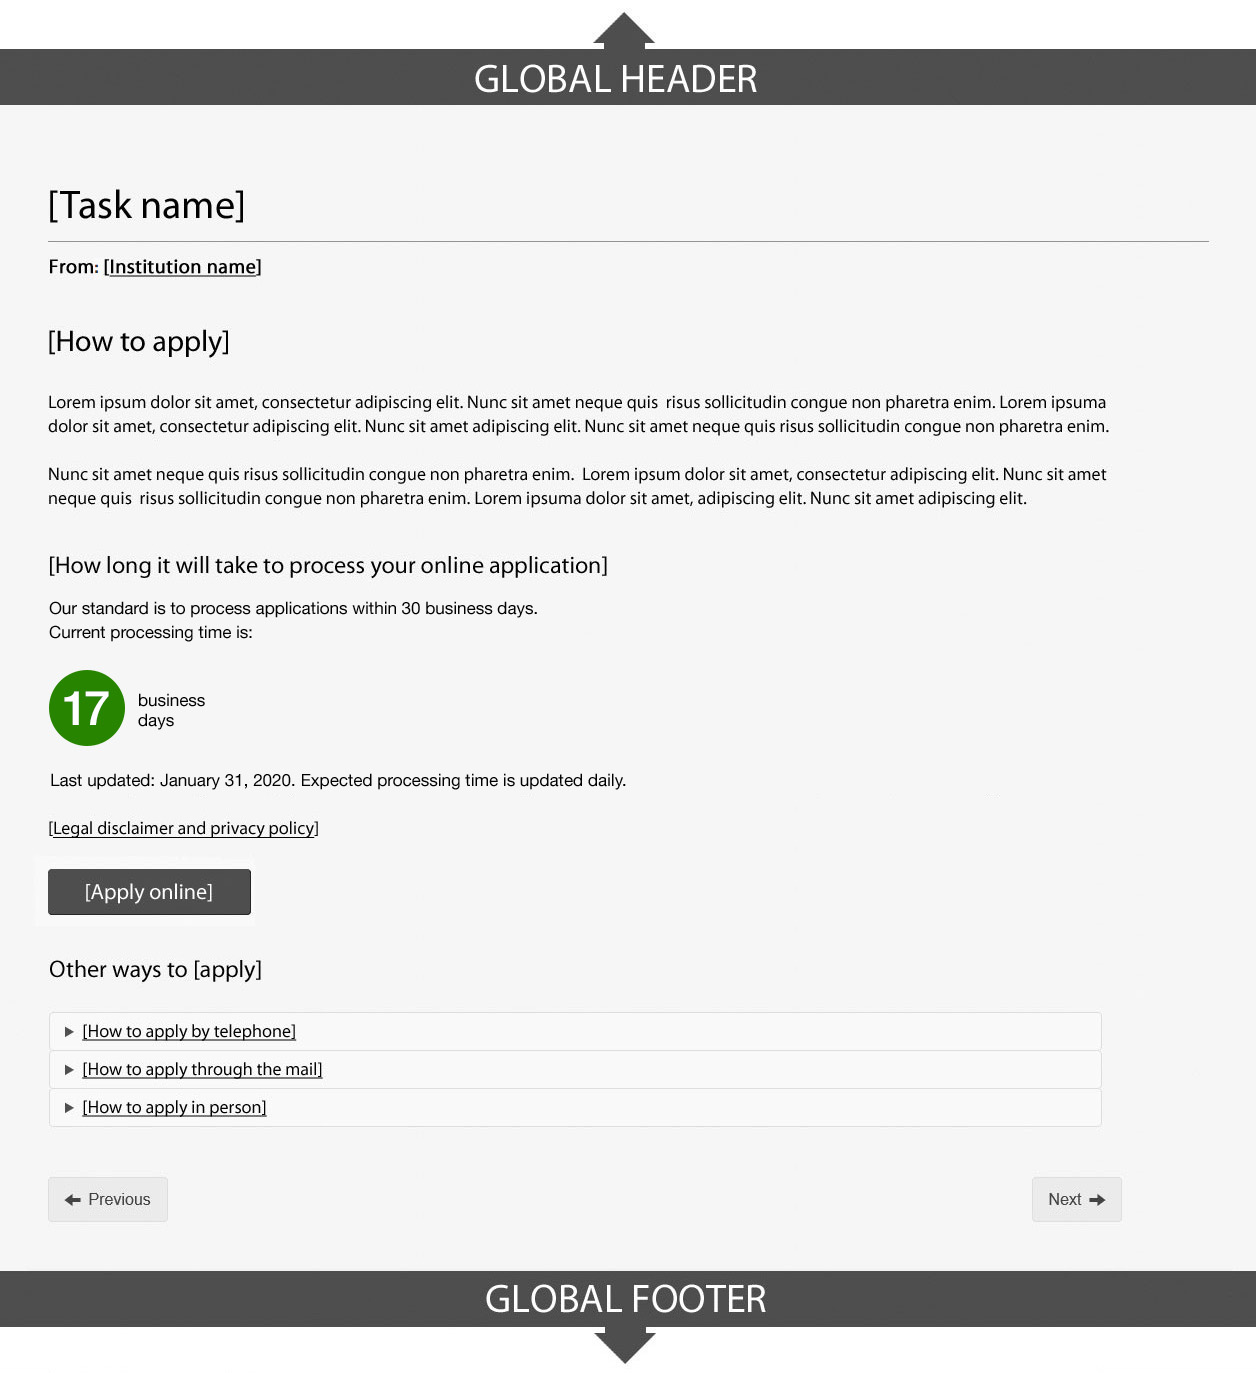 GLOBAL HEADER
[Task name]
From: [Institution name]
[How to apply]
Lorem ipsum dolor sit amet, consectetur adipiscing elit. Nunc sit amet neque quis  risus sollicitudin congue non pharetra enim. Lorem ipsuma
dolor sit amet, consectetur adipiscing elit. Nunc sit amet adipiscing elit. Nunc sit amet neque quis risus sollicitudin congue non pharetra enim.
Nunc sit amet neque quis risus sollicitudin congue non pharetra enim.  Lorem ipsum dolor sit amet, consectetur adipiscing elit. Nunc sit amet
neque quis  risus sollicitudin congue non pharetra enim. Lorem ipsuma dolor sit amet, adipiscing elit. Nunc sit amet adipiscing elit.
[How long it will take to process your online application]
Our standard is to process applications within 30 business days.
Current processing time is:
17
business
days
Last updated: January 31, 2020. Expected processing time is updated daily.
[Legal disclaimer and privacy policy]
[Apply online]
Other ways to [apply]
[How to apply by telephone]
[How to apply through the mail]
[How to apply in person]
Previous
Next
GLOBAL FOOTER